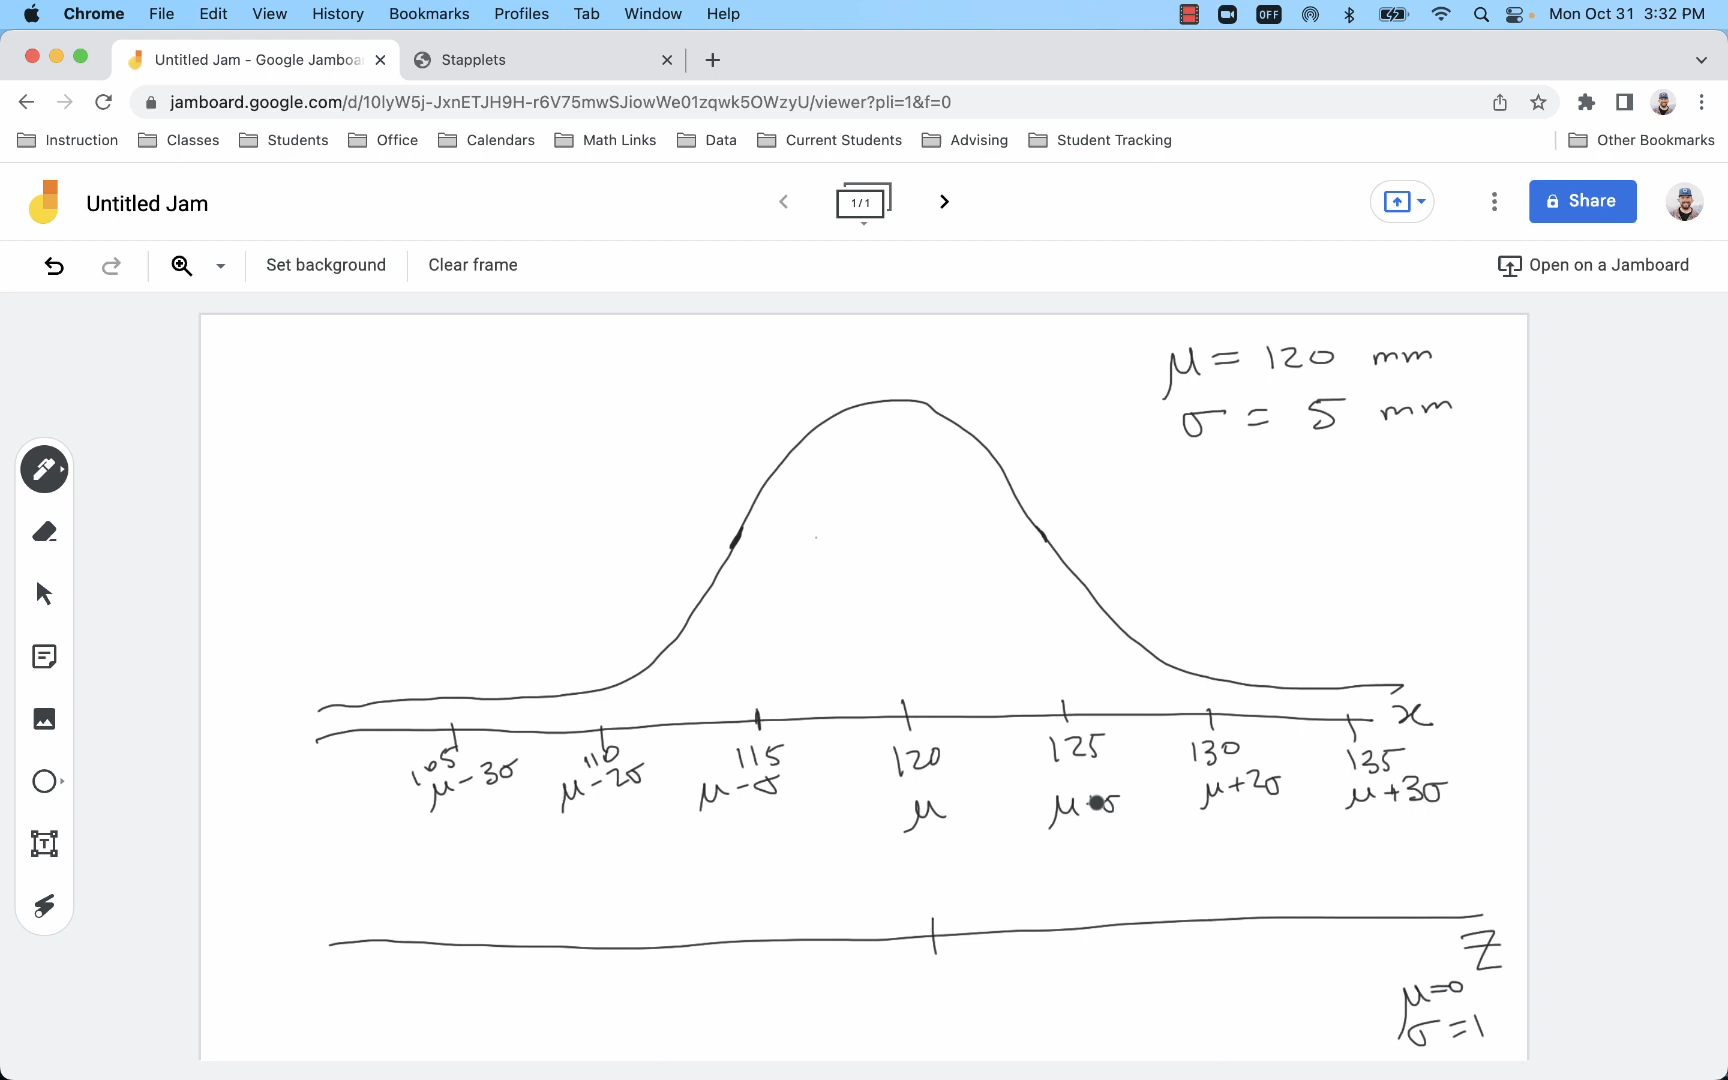 Chrome File Edit View History Bookmarks Profiles Tab Window Help OFF Mon Oct 31 3:32 PM
Untitled Jam - Google Jamboa Stapplets
jamboard.google.com/d/10lyW5j-JxnETJH9H-r6V75mwSJiowWe01zqwk5OWzyU/viewer?pli=1&f=0
Instruction Classes Students Office Calendars Math Links Data Current Students Advising Student Tracking Other Bookmarks
Untitled Jam 1/1 Share
Set background Clear frame Open on a Jamboard
μ = 120 mm
σ = 5 mm
x
105 110 115 120 125 130 135
μ-3σ μ-2σ μ-σ μ μ σ μ+2σ μ+3σ
Z
μ=0
σ=1